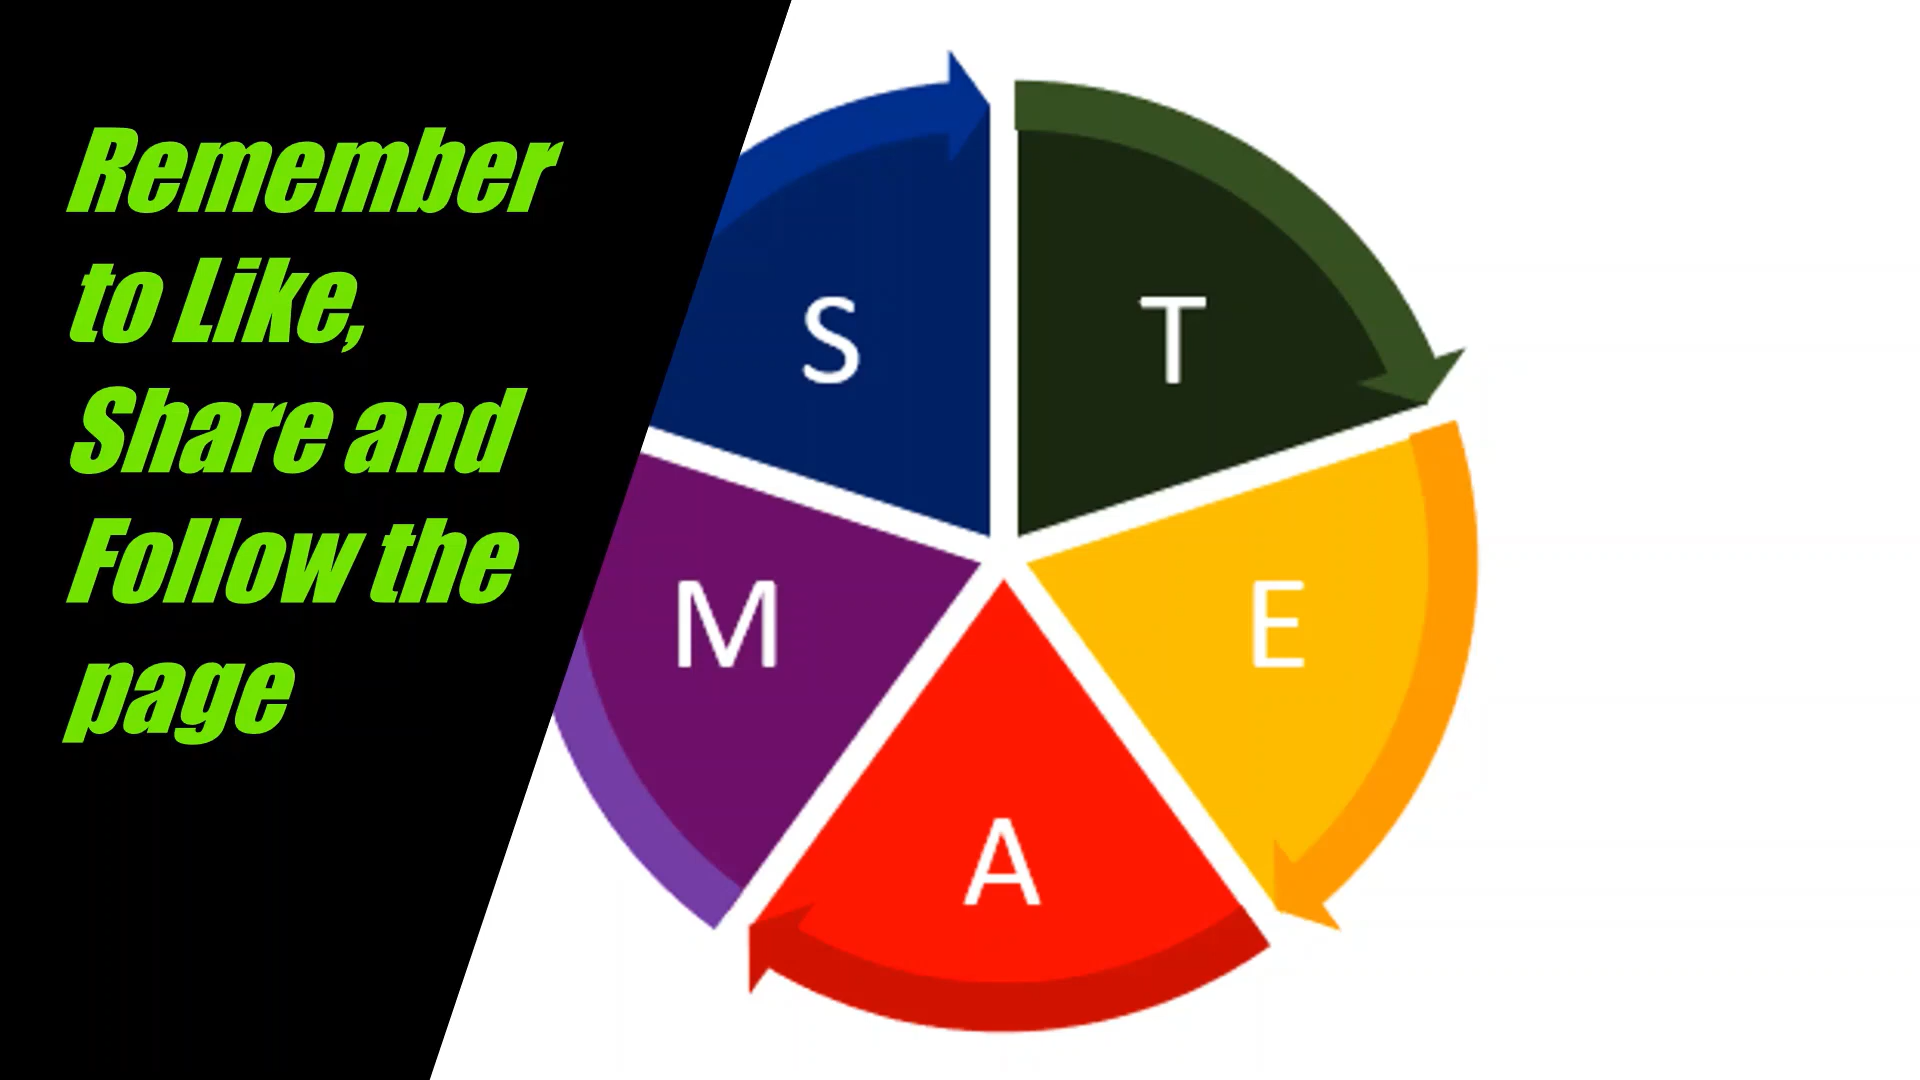 Remember
to Like,
Share and
Follow the
page
S
T
E
A
M